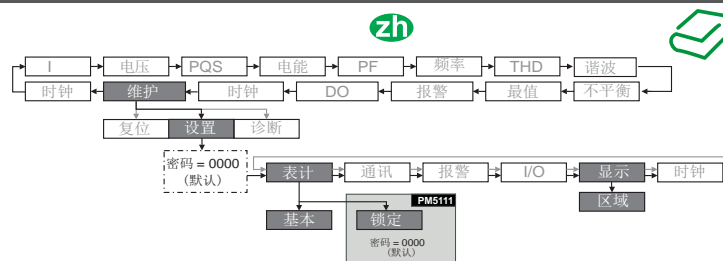 zh
I 电压 PQS 电能 PF 频率 THD 谐波
时钟 维护 时钟 DO 报警 最值 不平衡
复位 设置 诊断
密码 = 0000
(默认)
表计 通讯 报警 I/O 显示 时钟
PM5111
基本 锁定 区域
密码 = 0000
(默认)